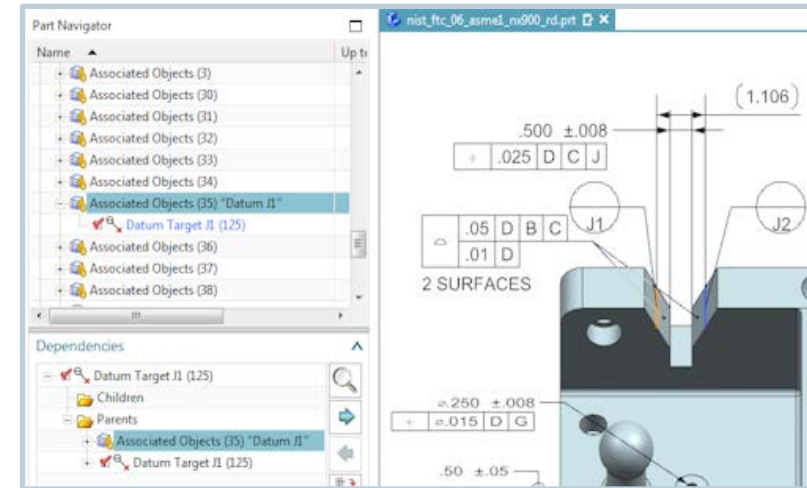 Part Navigator
Name
Associated Objects (3)
Associated Objects (30)
Associated Objects (31)
Associated Objects (32)
Associated Objects (33)
Associated Objects (34)
Associated Objects (35) "Datum J1"
Datum Target J1 (125)
Associated Objects (36)
Associated Objects (37)
Associated Objects (38)
Dependencies
Datum Target J1 (125)
Children
Parents
Associated Objects (35) "Datum J1"
Datum Target J1 (125)
nist_ftc_06_asme1_nx900_rd.prt
(1.106)
.500 ±.008
.025 D C J
J1
J2
.05 D B C
.01 D
2 SURFACES
⌀.250 ±.008
⌀.015 D G
.50 ±.05